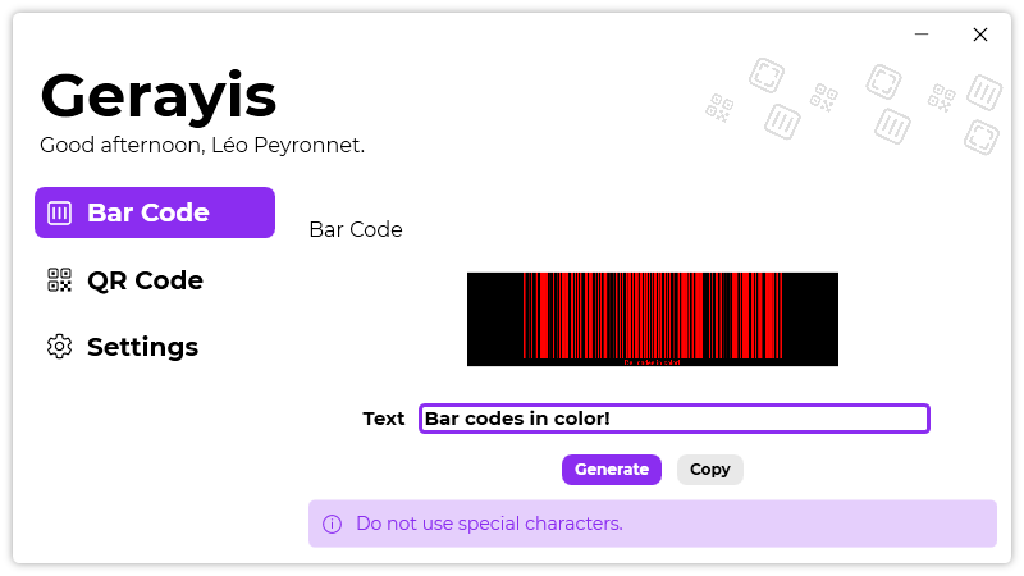 Gerayis
Good afternoon, Léo Peyronnet.
Bar Code
QR Code
Settings
Bar Code
Text
Bar codes in color!
Generate
Copy
Do not use special characters.